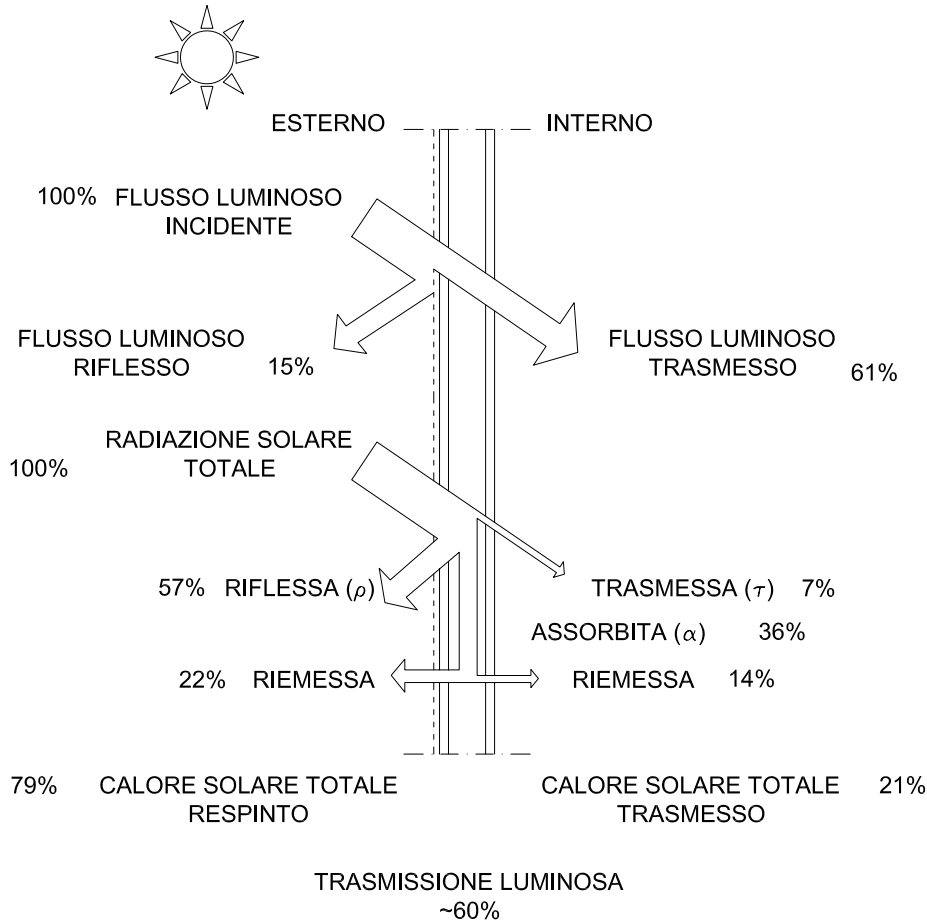 ESTERNO INTERNO
100% FLUSSO LUMINOSO
INCIDENTE
FLUSSO LUMINOSO
RIFLESSO 15%
FLUSSO LUMINOSO
TRASMESSO 61%
RADIAZIONE SOLARE
100% TOTALE
57% RIFLESSA (ρ)
TRASMESSA (τ) 7%
ASSORBITA (α) 36%
22% RIEMESSA
RIEMESSA 14%
79% CALORE SOLARE TOTALE
RESPINTO
CALORE SOLARE TOTALE 21%
TRASMESSO
TRASMISSIONE LUMINOSA
~60%